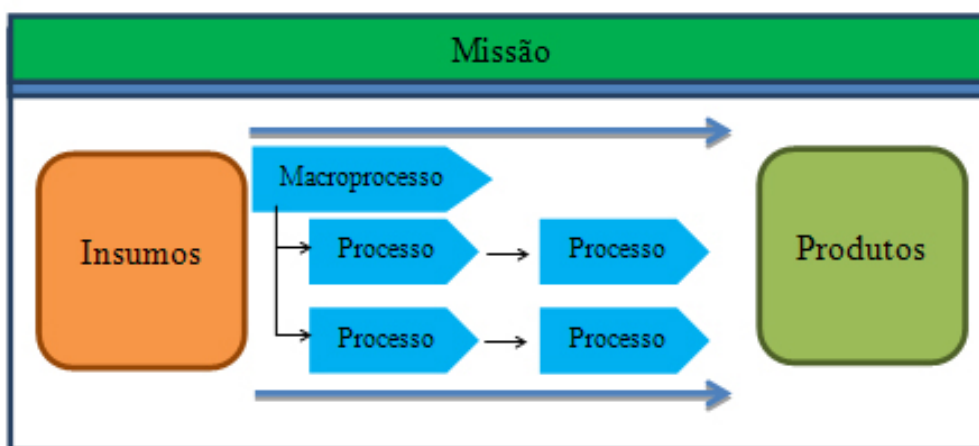 Missão
Macroprocesso
Insumos
Processo
Processo
Produtos
Processo
Processo